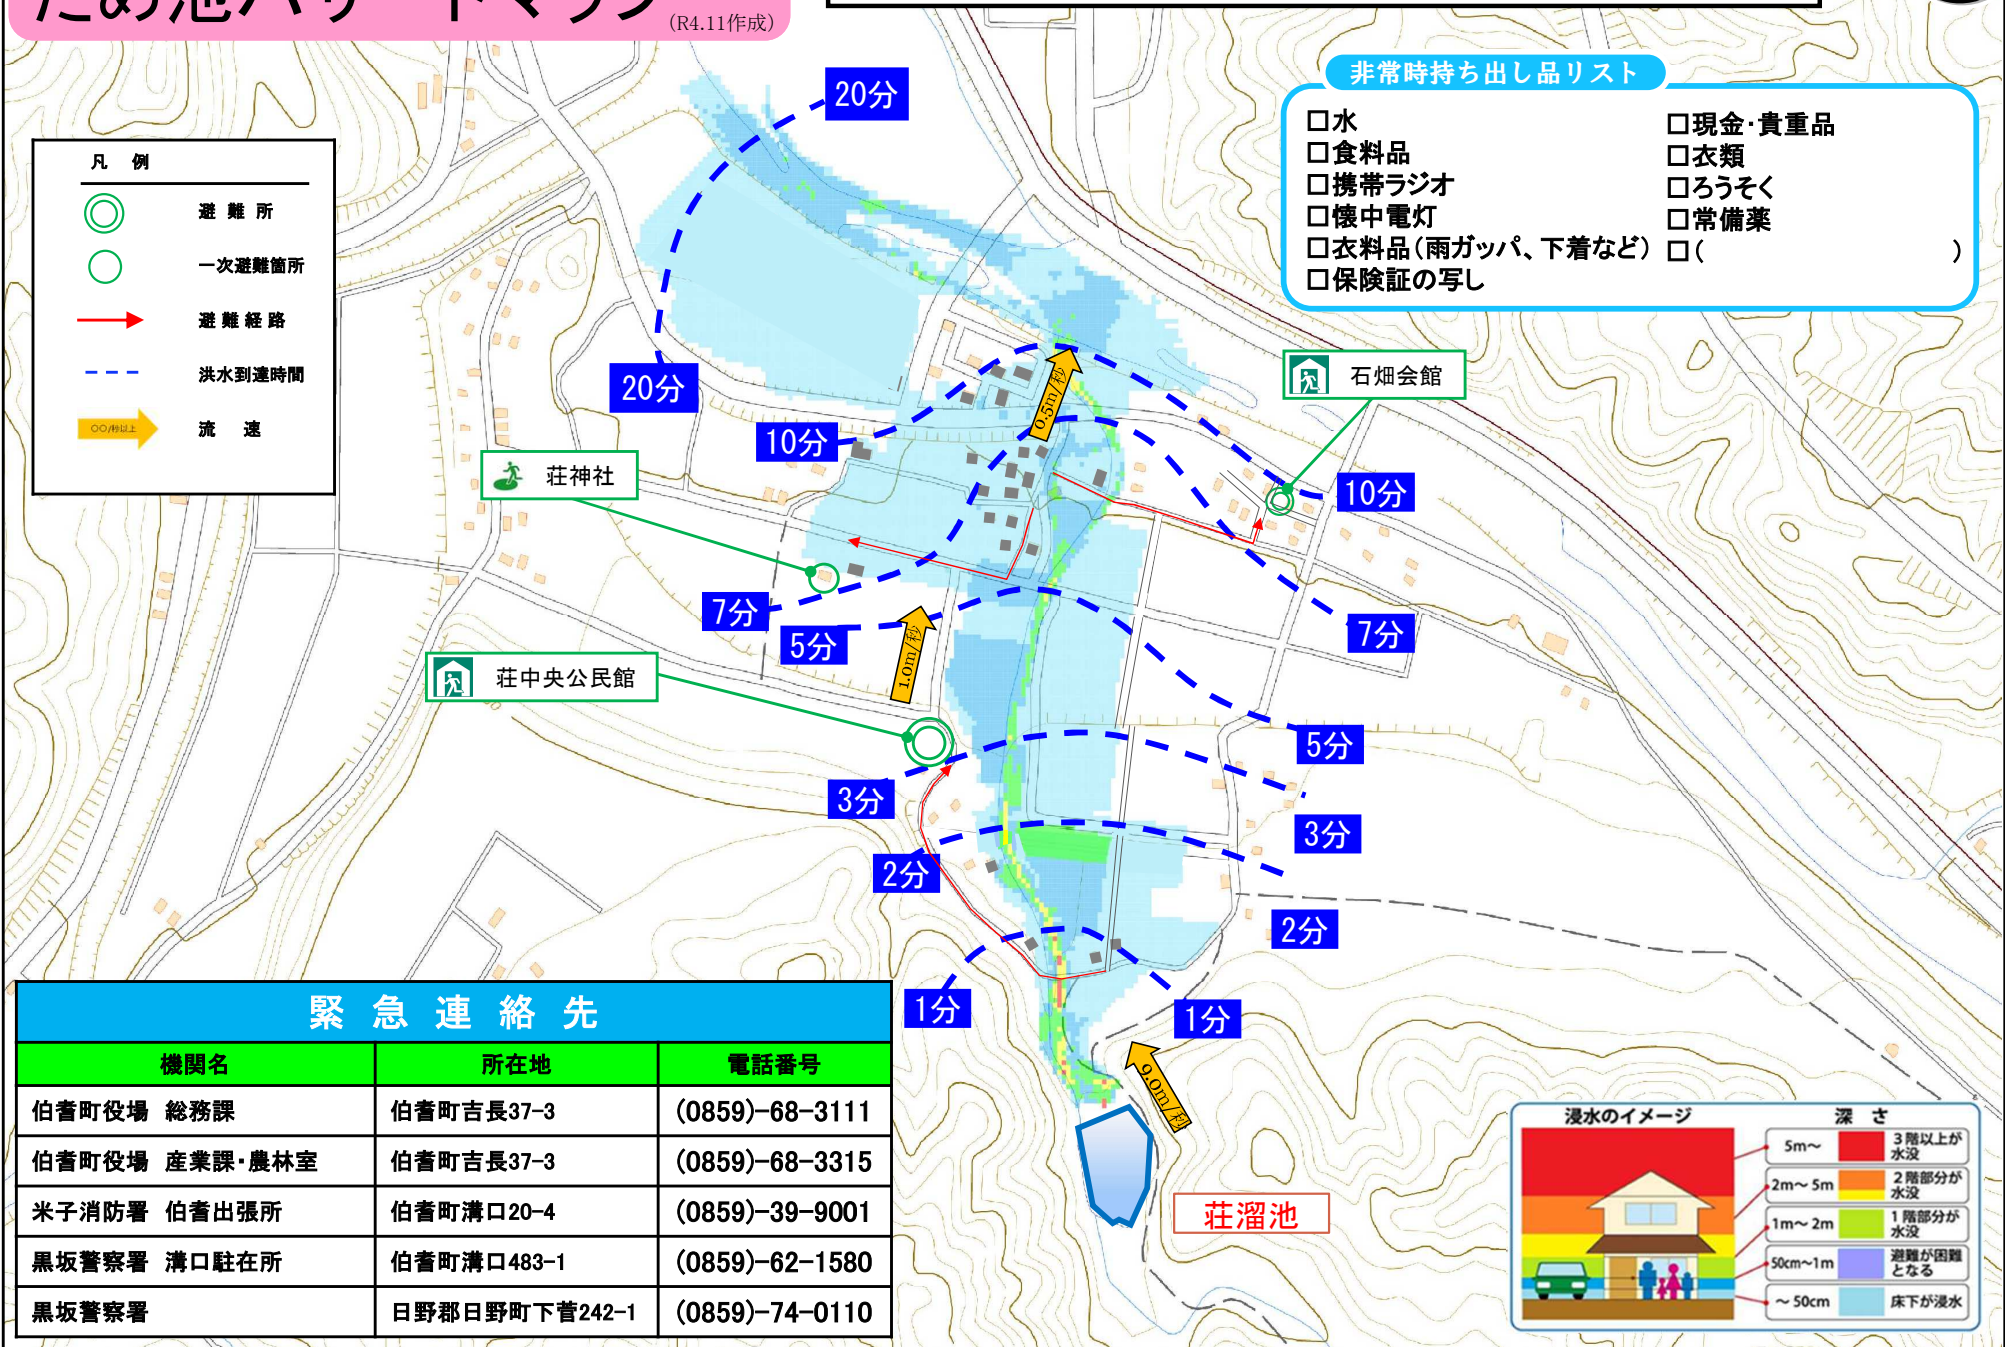 ため池ハザードマップ
(R4.11作成)
非常時持ち出し品リスト
□水
□食料品
□携帯ラジオ
□懐中電灯
□衣料品(雨ガッパ、下着など)
□保険証の写し
□現金・貴重品
□衣類
□ろうそく
□常備薬
□( )
凡 例
避 難 所
一次避難箇所
避 難 経 路
洪水到達時間
〇〇/秒以上
流 速
20分
20分
10分
10分
7分
7分
5分
5分
3分
3分
2分
2分
1分
1分
0.5m/秒
1.0m/秒
9.0m/秒
石畑会館
荘神社
荘中央公民館
荘溜池
緊 急 連 絡 先
機関名 所在地 電話番号
伯耆町役場 総務課 伯耆町吉長37-3 (0859)-68-3111
伯耆町役場 産業課・農林室 伯耆町吉長37-3 (0859)-68-3315
米子消防署 伯耆出張所 伯耆町溝口20-4 (0859)-39-9001
黒坂警察署 溝口駐在所 伯耆町溝口483-1 (0859)-62-1580
黒坂警察署 日野郡日野町下菅242-1 (0859)-74-0110
浸水のイメージ 深 さ
5m〜 3階以上が水没
2m〜5m 2階部分が水没
1m〜2m 1階部分が水没
50cm〜1m 避難が困難となる
〜50cm 床下が浸水